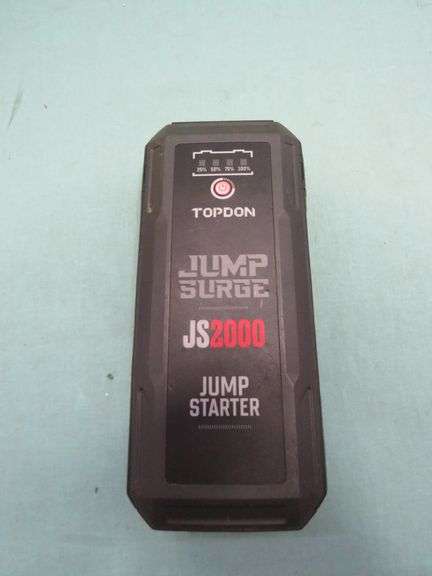 25% 50% 75% 100%
TOPDON
JUMP
SURGE
JS2000
JUMP
STARTER